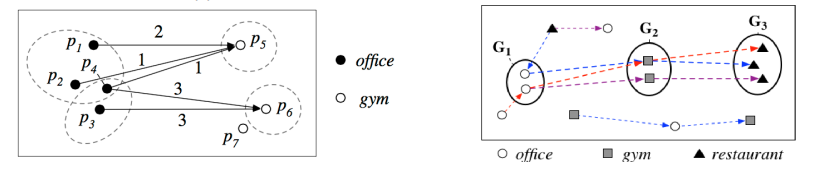 p1
2
p5
p4
1
p2
1
3
p3
3
p6
p7
office
gym
G1
G2
G3
office
gym
restaurant